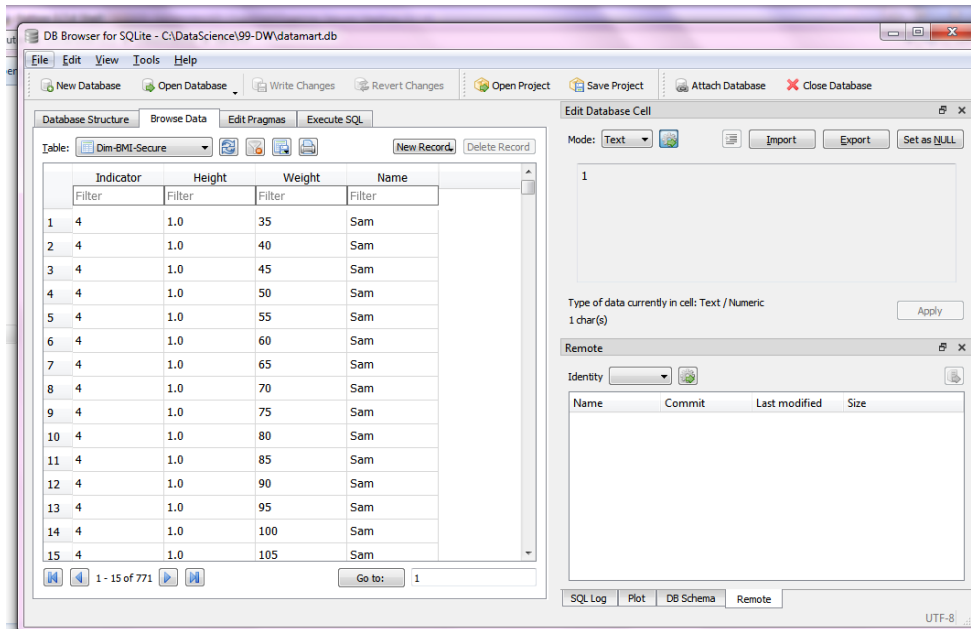 DB Browser for SQLite - C:\DataScience\99-DW\datamart.db
File Edit View Tools Help
New Database Open Database Write Changes Revert Changes Open Project Save Project Attach Database Close Database
Database Structure Browse Data Edit Pragmas Execute SQL
Table: Dim-BMI-Secure New Record Delete Record
Indicator Height Weight Name
Filter Filter Filter Filter
1 4 1.0 35 Sam
2 4 1.0 40 Sam
3 4 1.0 45 Sam
4 4 1.0 50 Sam
5 4 1.0 55 Sam
6 4 1.0 60 Sam
7 4 1.0 65 Sam
8 4 1.0 70 Sam
9 4 1.0 75 Sam
10 4 1.0 80 Sam
11 4 1.0 85 Sam
12 4 1.0 90 Sam
13 4 1.0 95 Sam
14 4 1.0 100 Sam
15 4 1.0 105 Sam
1 - 15 of 771 Go to: 1
Edit Database Cell
Mode: Text Import Export Set as NULL
1
Type of data currently in cell: Text / Numeric
1 char(s)
Apply
Remote
Identity
Name Commit Last modified Size
SQL Log Plot DB Schema Remote
UTF-8